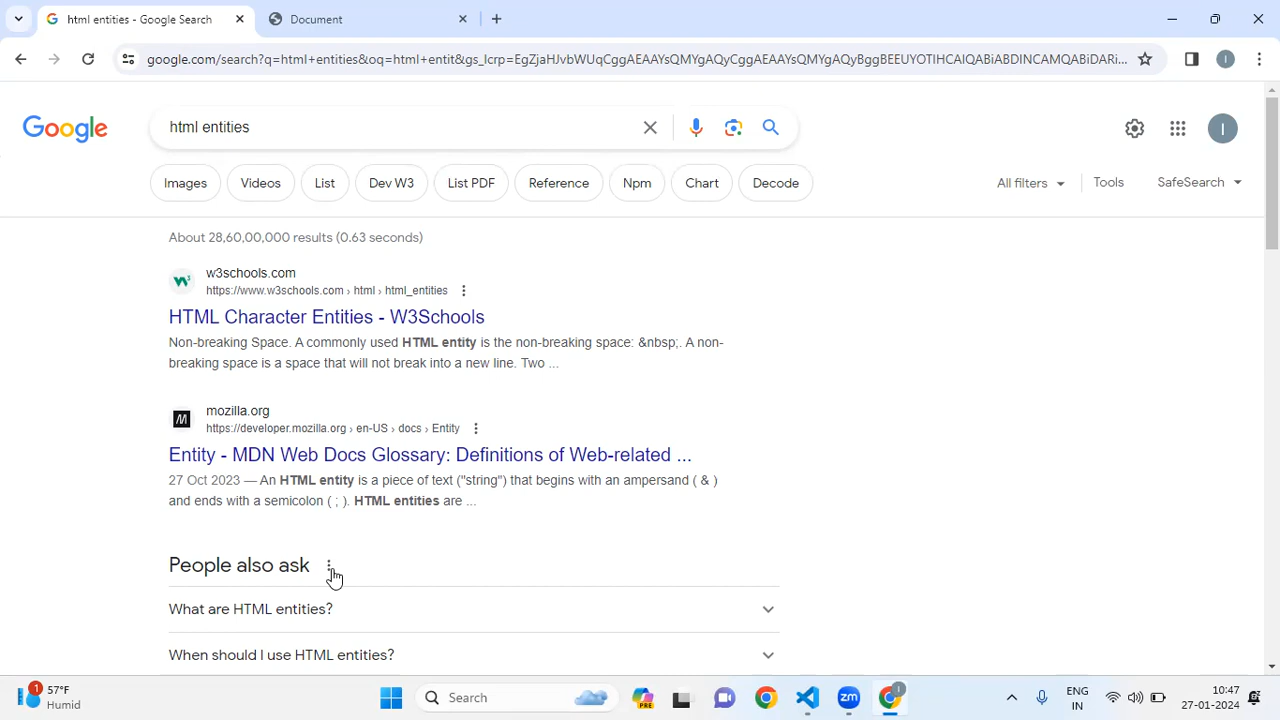 html entities - Google Search
Document
google.com/search?q=html+entities&oq=html+entit&gs_lcrp=EgZjaHJvbWUqCggAEAAYsQMYgAQyCggAEAAYsQMYgAQyBggBEEUYOTIHCAIQABiABDINCAMQABiDARi...
Google
html entities
I
Images
Videos
List
Dev W3
List PDF
Reference
Npm
Chart
Decode
All filters
Tools
SafeSearch
About 28,60,00,000 results (0.63 seconds)
w3schools.com
https://www.w3schools.com › html › html_entities
HTML Character Entities - W3Schools
Non-breaking Space. A commonly used HTML entity is the non-breaking space: &nbsp;. A non-
breaking space is a space that will not break into a new line. Two ...
mozilla.org
https://developer.mozilla.org › en-US › docs › Entity
Entity - MDN Web Docs Glossary: Definitions of Web-related ...
27 Oct 2023 — An HTML entity is a piece of text ("string") that begins with an ampersand ( & )
and ends with a semicolon ( ; ). HTML entities are ...
People also ask
What are HTML entities?
When should I use HTML entities?
1
57°F
Humid
Search
PRE
zm
ENG
IN
10:47
27-01-2024